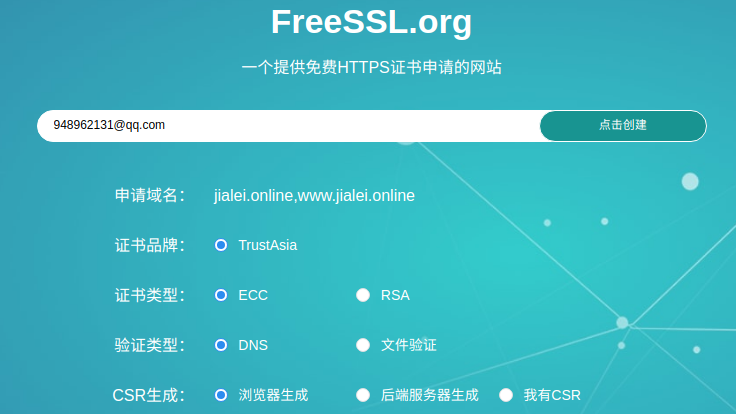 FreeSSL.org
一个提供免费HTTPS证书申请的网站
948962131@qq.com 点击创建
申请域名： jialei.online,www.jialei.online
证书品牌： TrustAsia
证书类型： ECC RSA
验证类型： DNS 文件验证
CSR生成： 浏览器生成 后端服务器生成 我有CSR